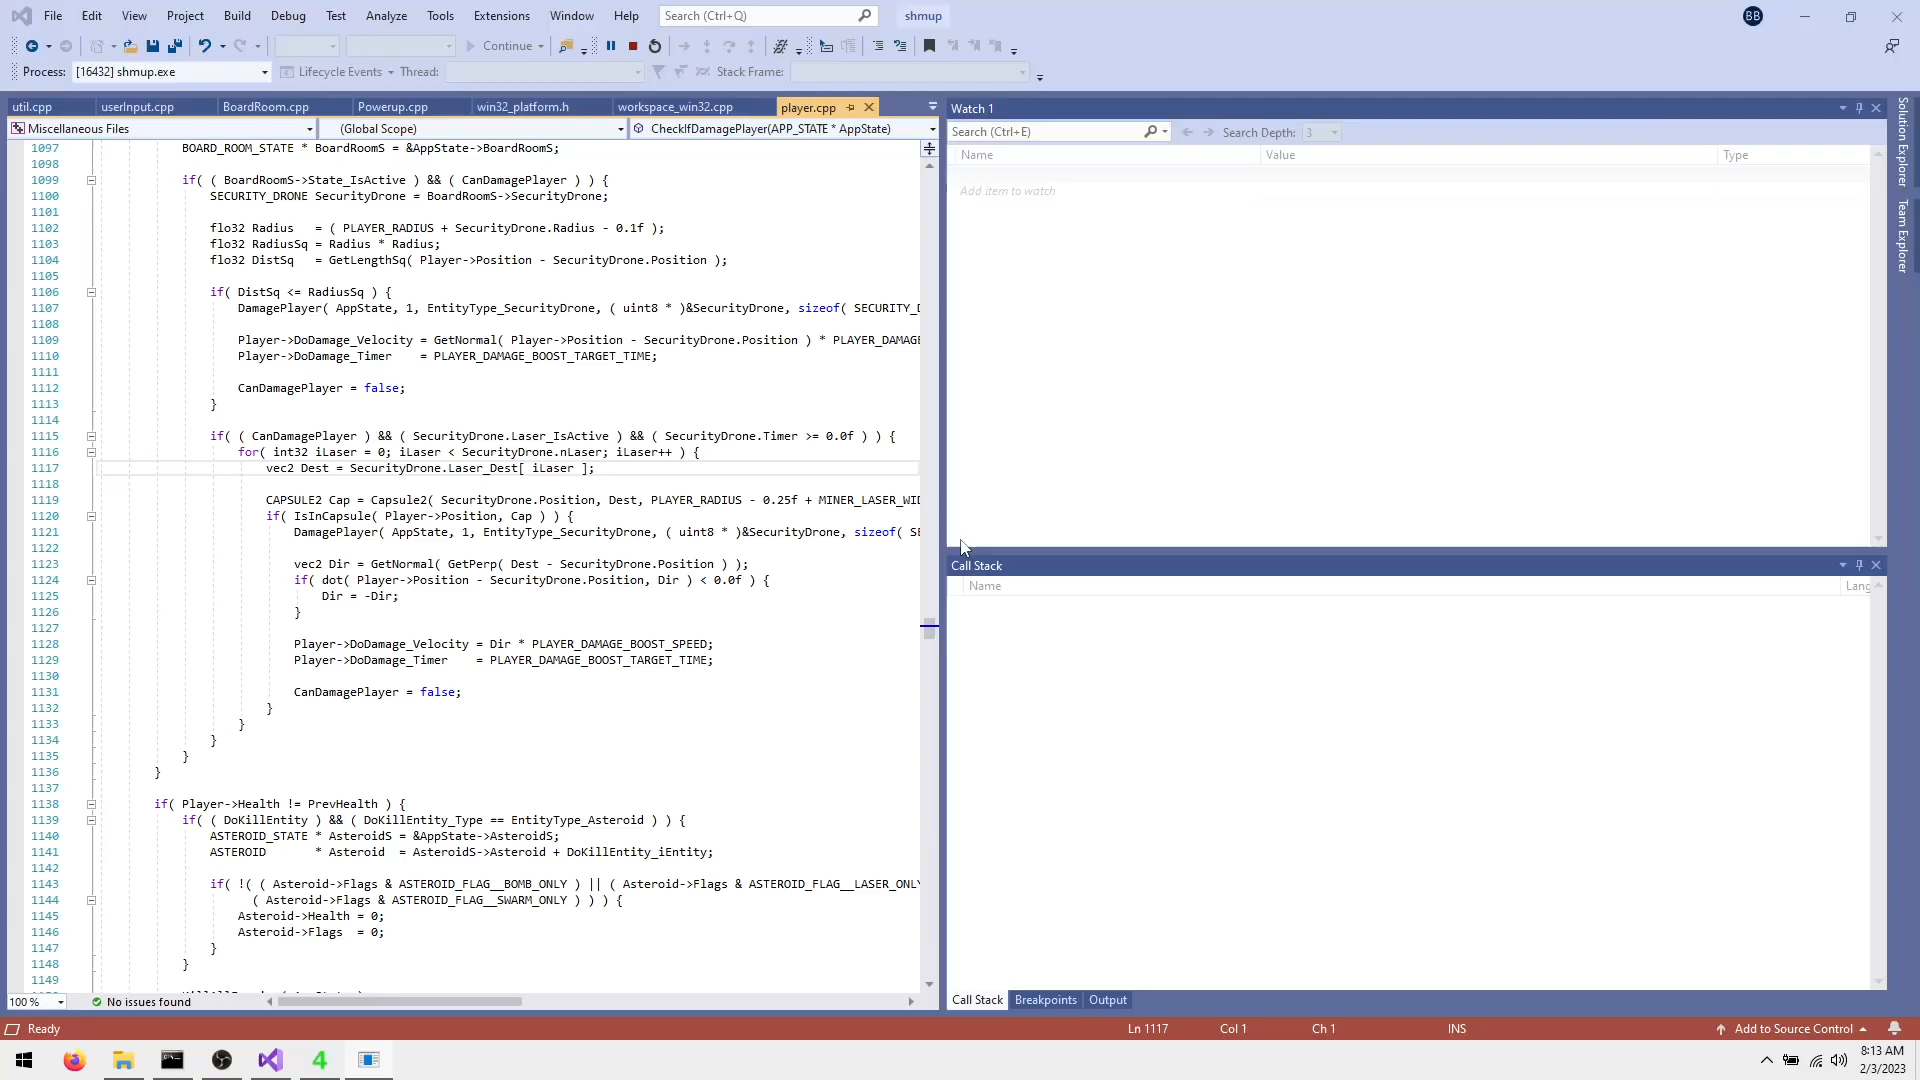 File Edit View Project Build Debug Test Analyze Tools Extensions Window Help Search (Ctrl+Q) shmup BB
Continue
Process: [16432] shmup.exe Lifecycle Events Thread: Stack Frame:
util.cpp userInput.cpp BoardRoom.cpp Powerup.cpp win32_platform.h workspace_win32.cpp player.cpp
Miscellaneous Files (Global Scope) CheckIfDamagePlayer(APP_STATE * AppState)
1097 BOARD_ROOM_STATE * BoardRoomS = &AppState->BoardRoomS;
1098
1099 if( ( BoardRoomS->State_IsActive ) && ( CanDamagePlayer ) ) {
1100 SECURITY_DRONE SecurityDrone = BoardRoomS->SecurityDrone;
1101
1102 flo32 Radius   = ( PLAYER_RADIUS + SecurityDrone.Radius - 0.1f );
1103 flo32 RadiusSq = Radius * Radius;
1104 flo32 DistSq   = GetLengthSq( Player->Position - SecurityDrone.Position );
1105
1106 if( DistSq <= RadiusSq ) {
1107 DamagePlayer( AppState, 1, EntityType_SecurityDrone, ( uint8 * )&SecurityDrone, sizeof( SECURITY_D
1108
1109 Player->DoDamage_Velocity = GetNormal( Player->Position - SecurityDrone.Position ) * PLAYER_DAMAGE
1110 Player->DoDamage_Timer    = PLAYER_DAMAGE_BOOST_TARGET_TIME;
1111
1112 CanDamagePlayer = false;
1113 }
1114
1115 if( ( CanDamagePlayer ) && ( SecurityDrone.Laser_IsActive ) && ( SecurityDrone.Timer >= 0.0f ) ) {
1116 for( int32 iLaser = 0; iLaser < SecurityDrone.nLaser; iLaser++ ) {
1117 vec2 Dest = SecurityDrone.Laser_Dest[ iLaser ];
1118
1119 CAPSULE2 Cap = Capsule2( SecurityDrone.Position, Dest, PLAYER_RADIUS - 0.25f + MINER_LASER_WID
1120 if( IsInCapsule( Player->Position, Cap ) ) {
1121 DamagePlayer( AppState, 1, EntityType_SecurityDrone, ( uint8 * )&SecurityDrone, sizeof( SE
1122
1123 vec2 Dir = GetNormal( GetPerp( Dest - SecurityDrone.Position ) );
1124 if( dot( Player->Position - SecurityDrone.Position, Dir ) < 0.0f ) {
1125 Dir = -Dir;
1126 }
1127
1128 Player->DoDamage_Velocity = Dir * PLAYER_DAMAGE_BOOST_SPEED;
1129 Player->DoDamage_Timer    = PLAYER_DAMAGE_BOOST_TARGET_TIME;
1130
1131 CanDamagePlayer = false;
1132 }
1133 }
1134 }
1135 }
1136 }
1137
1138 if( Player->Health != PrevHealth ) {
1139 if( ( DoKillEntity ) && ( DoKillEntity_Type == EntityType_Asteroid ) ) {
1140 ASTEROID_STATE * AsteroidS = &AppState->AsteroidS;
1141 ASTEROID       * Asteroid  = AsteroidS->Asteroid + DoKillEntity_iEntity;
1142
1143 if( !( ( Asteroid->Flags & ASTEROID_FLAG__BOMB_ONLY ) || ( Asteroid->Flags & ASTEROID_FLAG__LASER_ONLY
1144 ( Asteroid->Flags & ASTEROID_FLAG__SWARM_ONLY ) ) ) {
1145 Asteroid->Health = 0;
1146 Asteroid->Flags  = 0;
1147 }
1148 }
1149
100 % No issues found
Watch 1
Search (Ctrl+E) Search Depth: 3
Name Value Type
Add item to watch
Call Stack
Name Lang
Call Stack Breakpoints Output
Solution Explorer
Team Explorer
Ready Ln 1117 Col 1 Ch 1 INS Add to Source Control
4
8:13 AM
2/3/2023